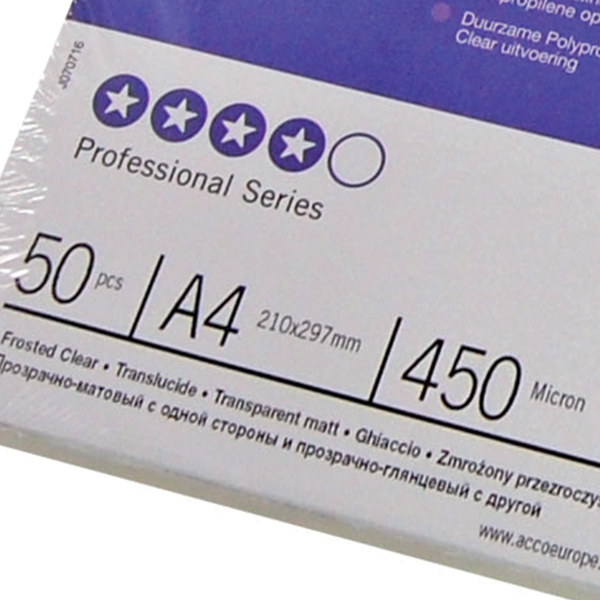 Duurzame Polypro
Clear uitvoering
J070716
Professional Series
50 pcs A4 210x297mm 450 Micron
Frosted Clear • Translucide • Transparent matt • Ghiaccio • Zmrożony przezroczys
Прозрачно-матовый с одной стороны и прозрачно-глянцевый с другой
www.accoeurope.